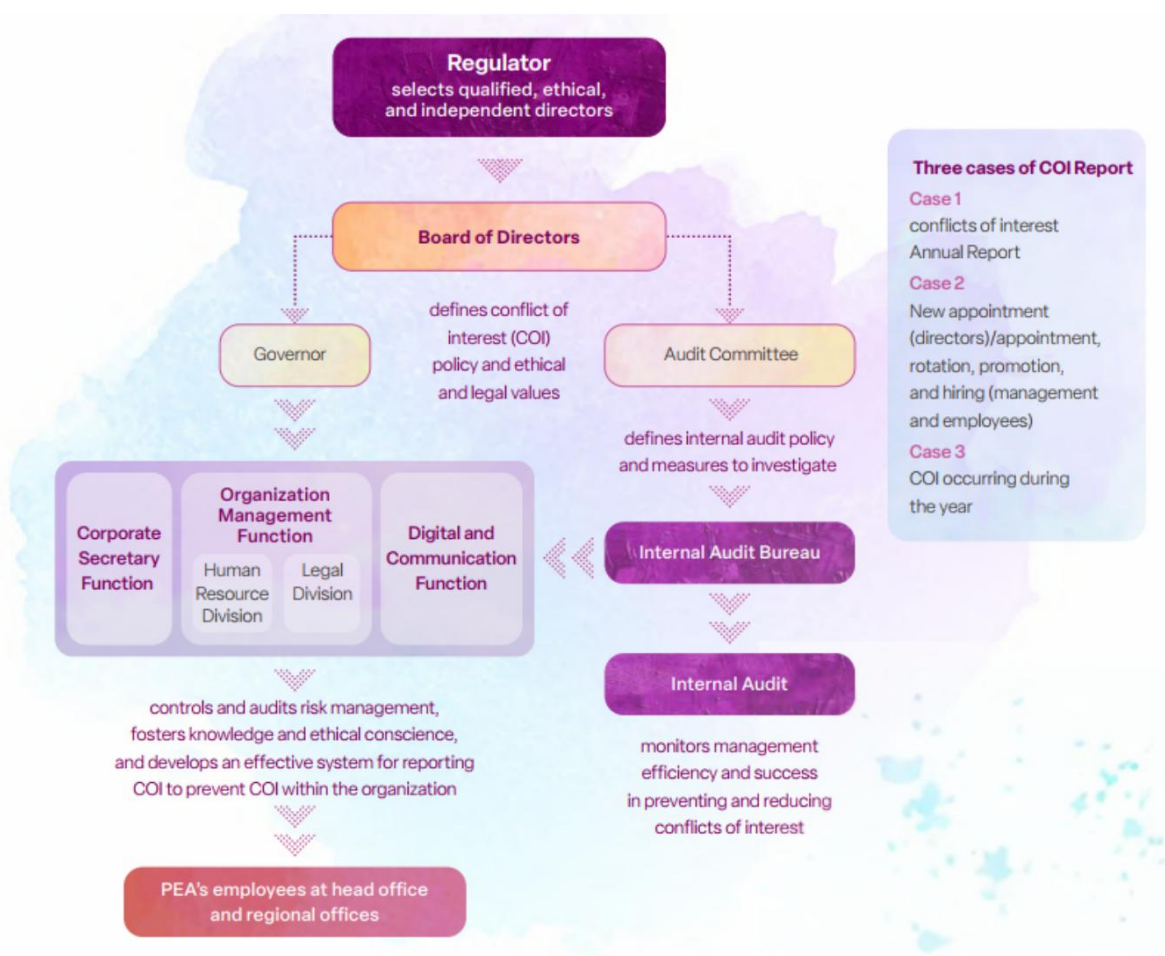 Regulator
selects qualified, ethical,
and independent directors
Board of Directors
defines conflict of
interest (COI)
policy and ethical
and legal values
Governor
Audit Committee
defines internal audit policy
and measures to investigate
Corporate
Secretary
Function
Organization
Management
Function
Human
Resource
Division
Legal
Division
Digital and
Communication
Function
Internal Audit Bureau
Internal Audit
monitors management
efficiency and success
in preventing and reducing
conflicts of interest
controls and audits risk management,
fosters knowledge and ethical conscience,
and develops an effective system for reporting
COI to prevent COI within the organization
PEA's employees at head office
and regional offices
Three cases of COI Report
Case 1
conflicts of interest
Annual Report
Case 2
New appointment
(directors)/appointment,
rotation, promotion,
and hiring (management
and employees)
Case 3
COI occurring during
the year